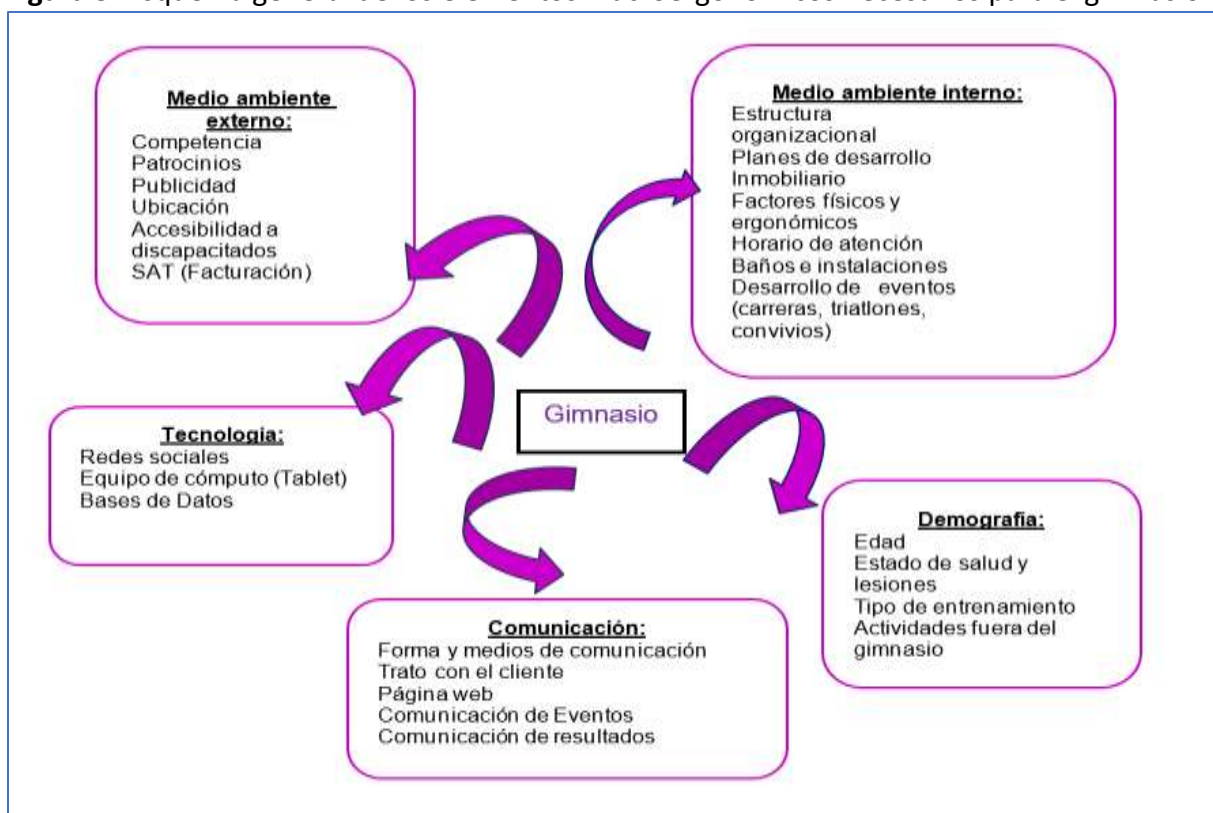 Medio ambiente
externo:
Competencia
Patrocinios
Publicidad
Ubicación
Accesibilidad a
discapacitados
SAT (Facturación)
Medio ambiente interno:
Estructura
organizacional
Planes de desarrollo
Inmobiliario
Factores físicos y
ergonómicos
Horario de atención
Baños e instalaciones
Desarrollo de eventos
(carreras, triatlones,
convivios)
Gimnasio
Tecnologia:
Redes sociales
Equipo de cómputo (Tablet)
Bases de Datos
Demografia:
Edad
Estado de salud y
lesiones
Tipo de entrenamiento
Actividades fuera del
gimnasio
Comunicación:
Forma y medios de comunicación
Trato con el cliente
Página web
Comunicación de Eventos
Comunicación de resultados